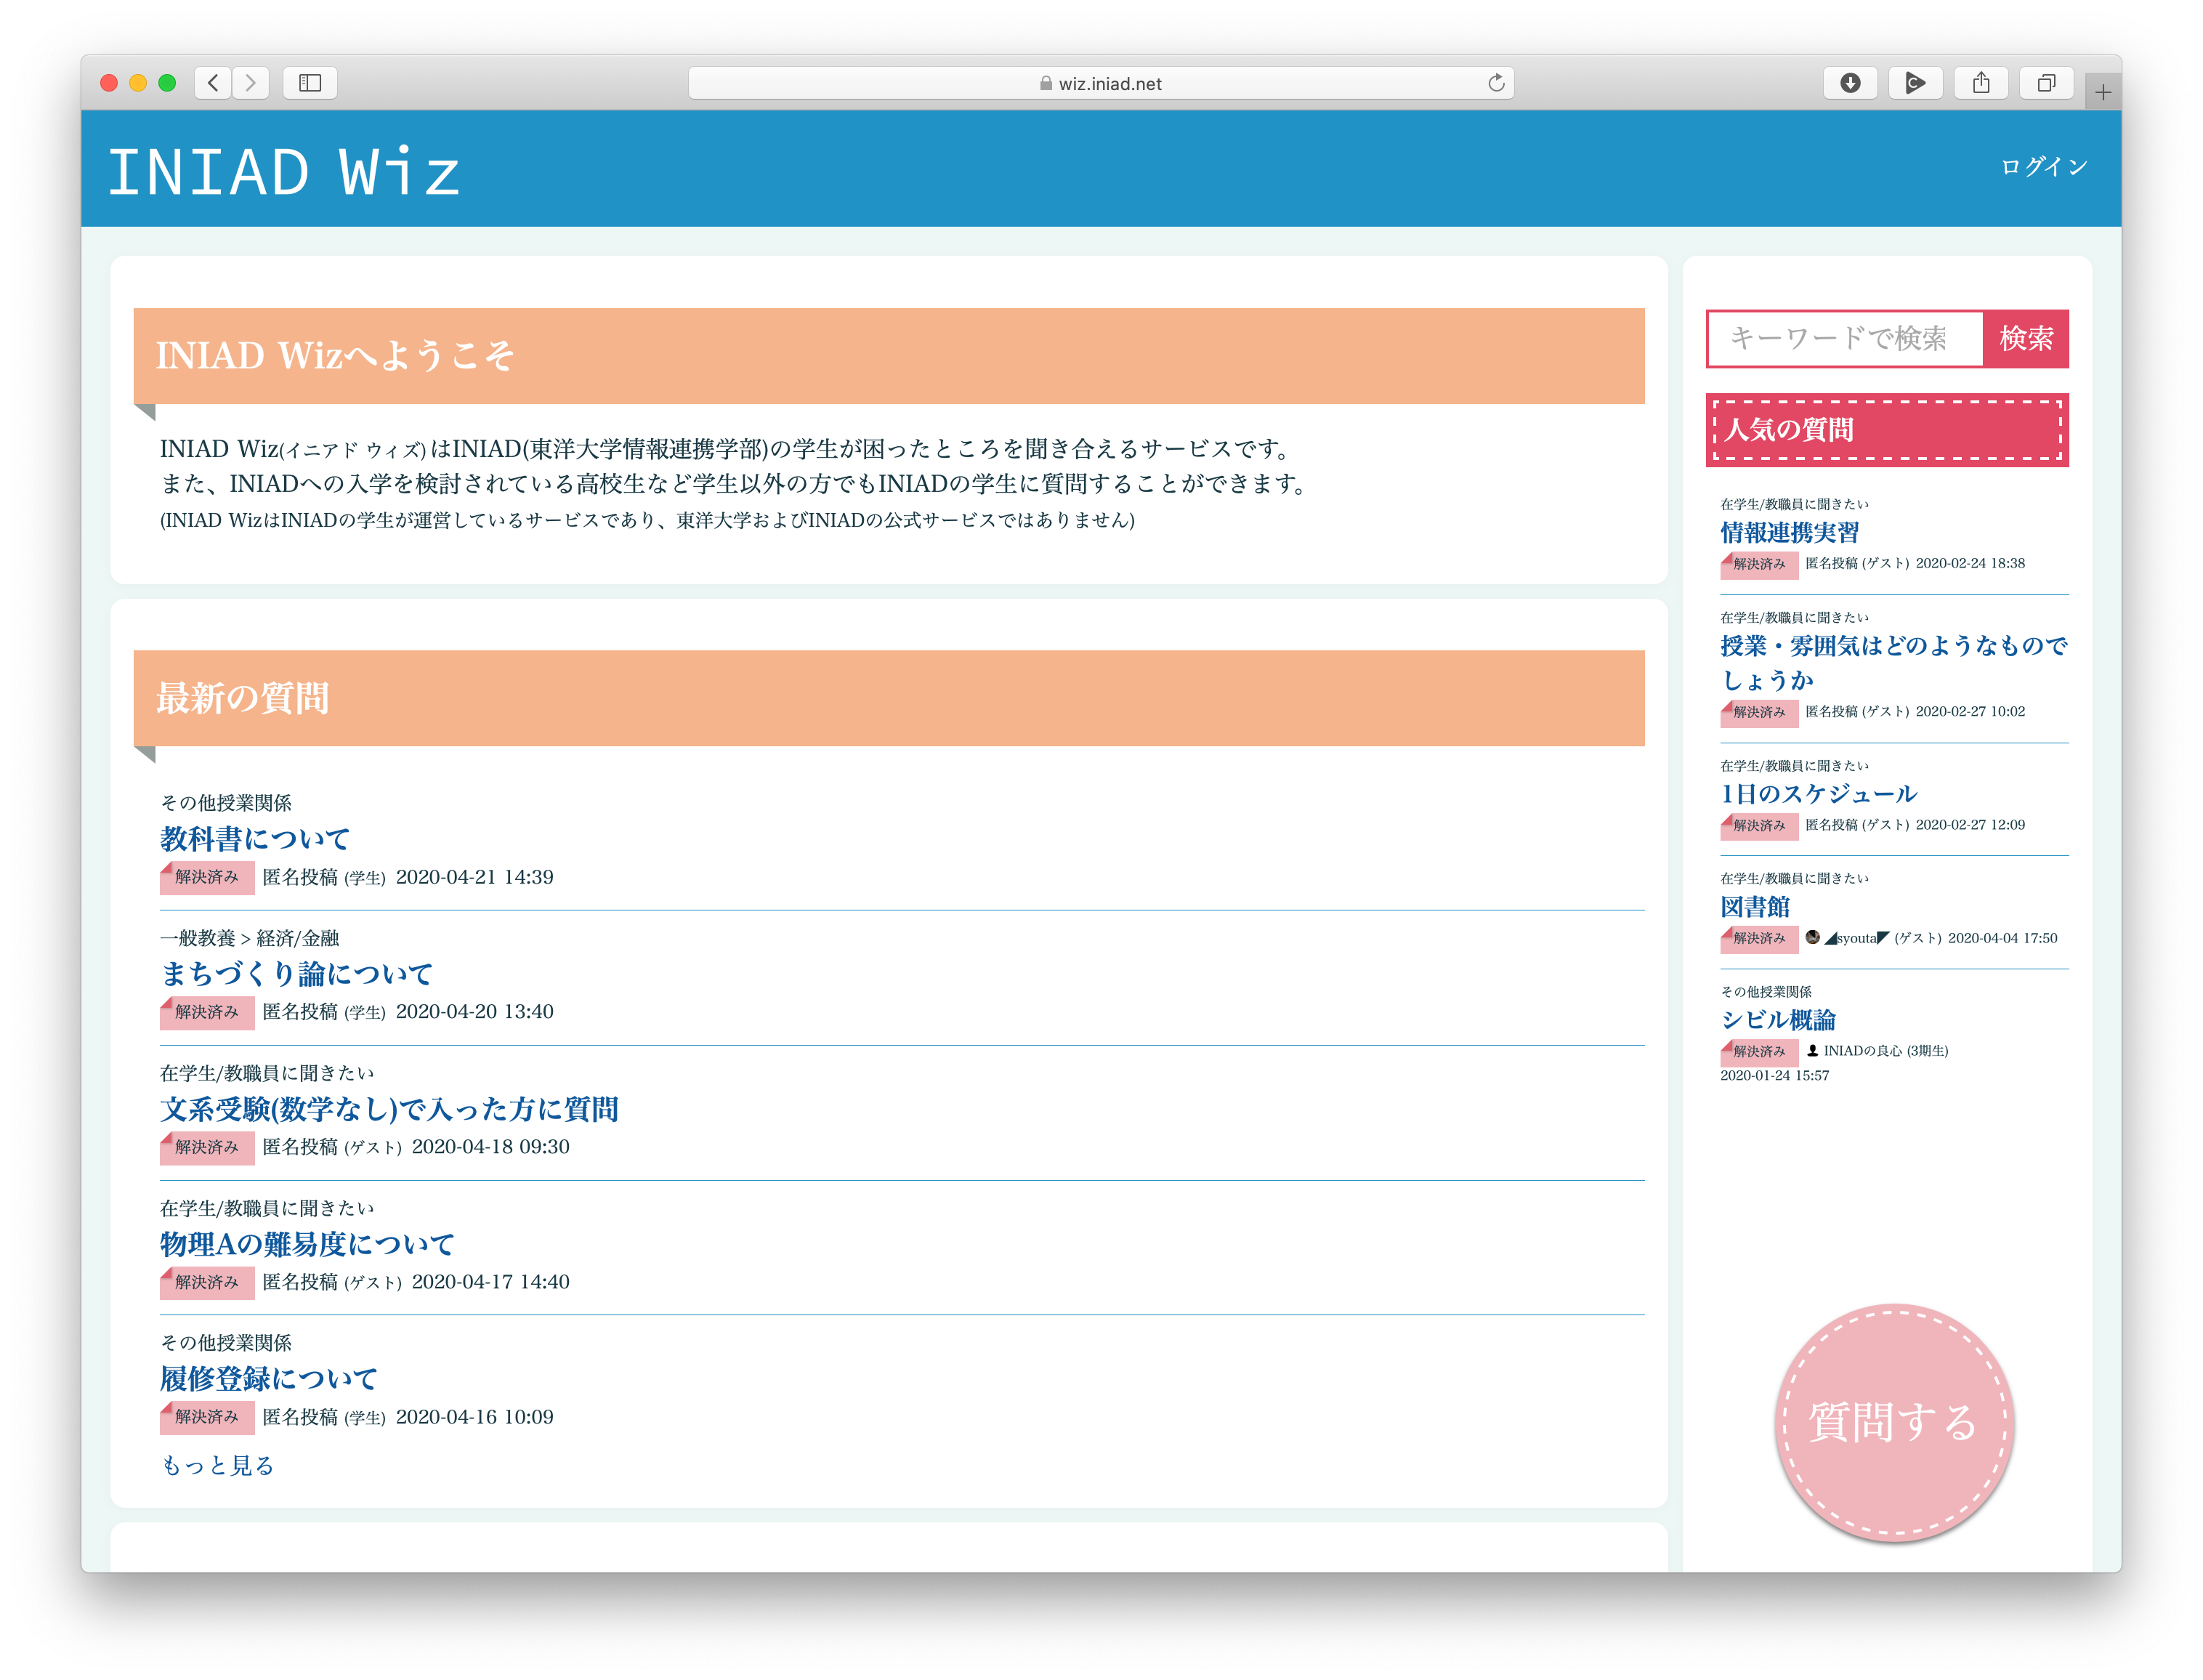 wiz.iniad.net
INIAD Wiz
ログイン
INIAD Wizへようこそ
INIAD Wiz(イニアド ウィズ)はINIAD(東洋大学情報連携学部)の学生が困ったところを聞き合えるサービスです。
また、INIADへの入学を検討されている高校生など学生以外の方でもINIADの学生に質問することができます。
(INIAD WizはINIADの学生が運営しているサービスであり、東洋大学およびINIADの公式サービスではありません)
最新の質問
その他授業関係
教科書について
解決済み 匿名投稿 (学生) 2020-04-21 14:39
一般教養 > 経済/金融
まちづくり論について
解決済み 匿名投稿 (学生) 2020-04-20 13:40
在学生/教職員に聞きたい
文系受験(数学なし)で入った方に質問
解決済み 匿名投稿 (ゲスト) 2020-04-18 09:30
在学生/教職員に聞きたい
物理Aの難易度について
解決済み 匿名投稿 (ゲスト) 2020-04-17 14:40
その他授業関係
履修登録について
解決済み 匿名投稿 (学生) 2020-04-16 10:09
もっと見る
キーワードで検索 検索
人気の質問
在学生/教職員に聞きたい
情報連携実習
解決済み 匿名投稿 (ゲスト) 2020-02-24 18:38
在学生/教職員に聞きたい
授業・雰囲気はどのようなもので
しょうか
解決済み 匿名投稿 (ゲスト) 2020-02-27 10:02
在学生/教職員に聞きたい
1日のスケジュール
解決済み 匿名投稿 (ゲスト) 2020-02-27 12:09
在学生/教職員に聞きたい
図書館
解決済み ◢syouta◤ (ゲスト) 2020-04-04 17:50
その他授業関係
シビル概論
解決済み INIADの良心 (3期生)
2020-01-24 15:57
質問する